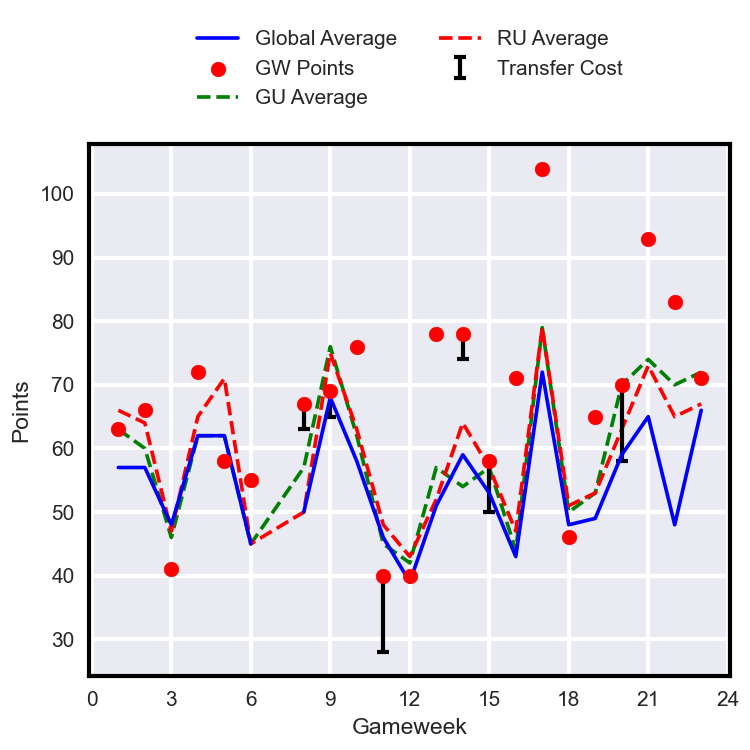 Global Average
GW Points
GU Average
RU Average
Transfer Cost
Points
100
90
80
70
60
50
40
30
0 3 6 9 12 15 18 21 24
Gameweek